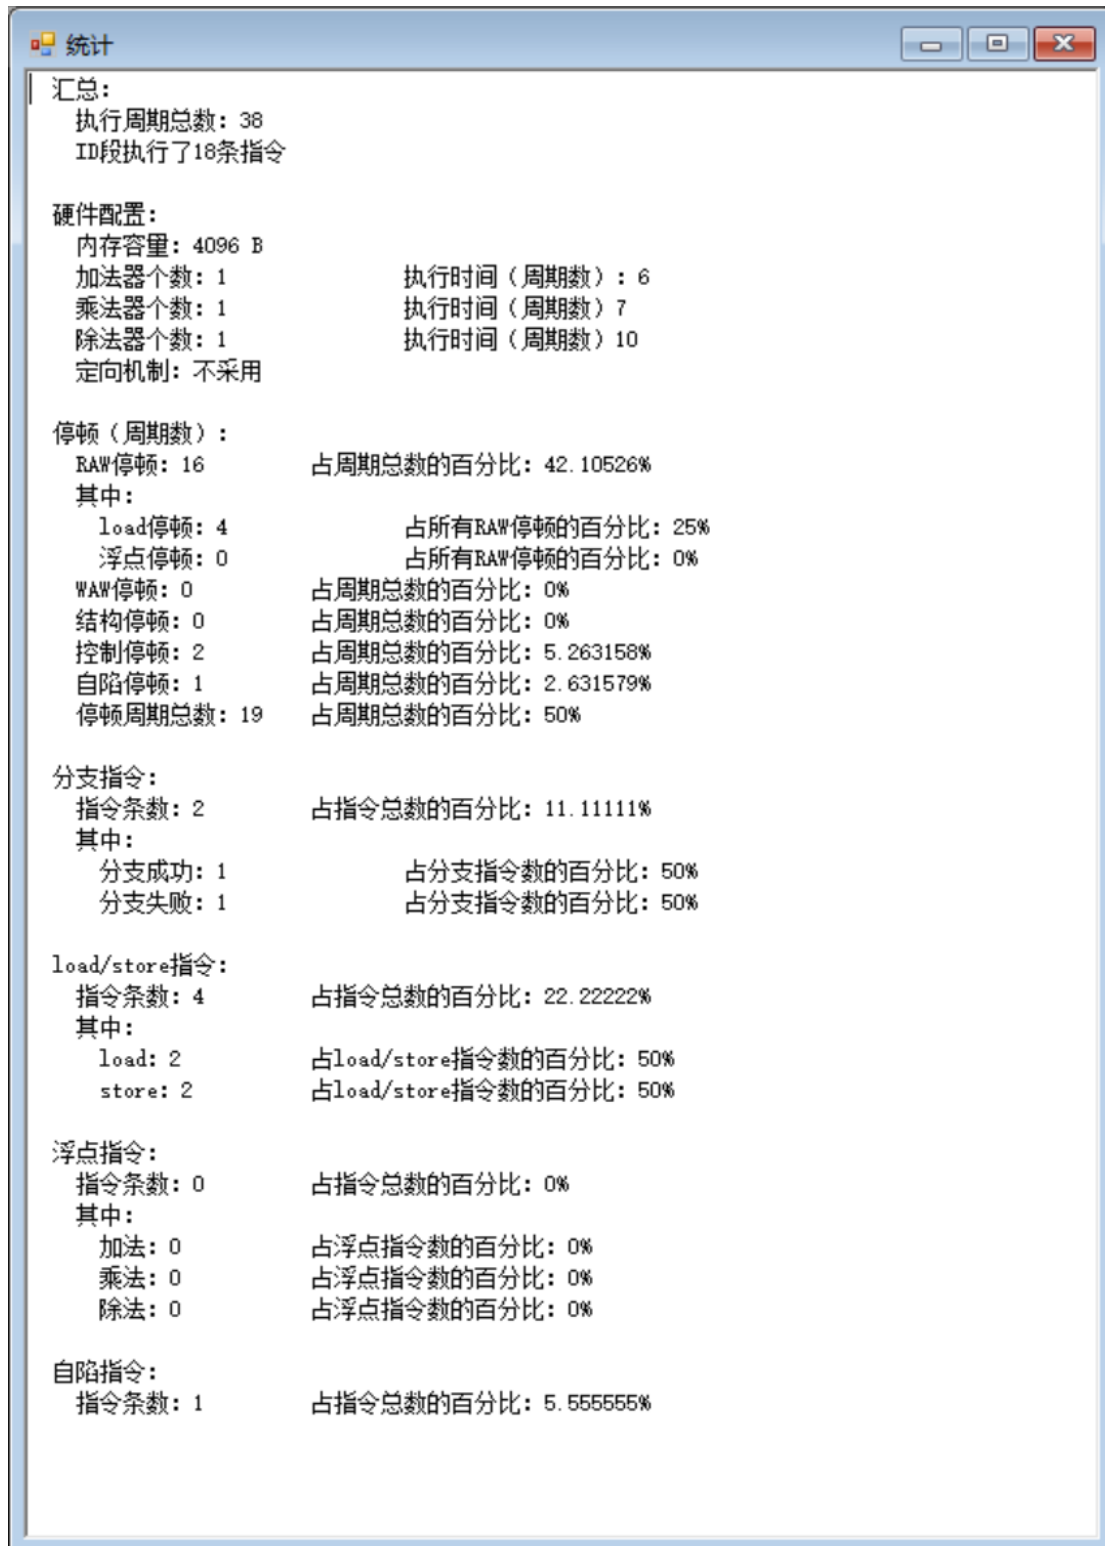 统计
汇总：
执行周期总数：38
ID段执行了18条指令
硬件配置：
内存容量：4096 B
加法器个数：1 执行时间（周期数）：6
乘法器个数：1 执行时间（周期数）7
除法器个数：1 执行时间（周期数）10
定向机制：不采用
停顿（周期数）：
RAW停顿：16 占周期总数的百分比：42.10526%
其中：
load停顿：4 占所有RAW停顿的百分比：25%
浮点停顿：0 占所有RAW停顿的百分比：0%
WAW停顿：0 占周期总数的百分比：0%
结构停顿：0 占周期总数的百分比：0%
控制停顿：2 占周期总数的百分比：5.263158%
自陷停顿：1 占周期总数的百分比：2.631579%
停顿周期总数：19 占周期总数的百分比：50%
分支指令：
指令条数：2 占指令总数的百分比：11.11111%
其中：
分支成功：1 占分支指令数的百分比：50%
分支失败：1 占分支指令数的百分比：50%
load/store指令：
指令条数：4 占指令总数的百分比：22.22222%
其中：
load：2 占load/store指令数的百分比：50%
store：2 占load/store指令数的百分比：50%
浮点指令：
指令条数：0 占指令总数的百分比：0%
其中：
加法：0 占浮点指令数的百分比：0%
乘法：0 占浮点指令数的百分比：0%
除法：0 占浮点指令数的百分比：0%
自陷指令：
指令条数：1 占指令总数的百分比：5.555555%